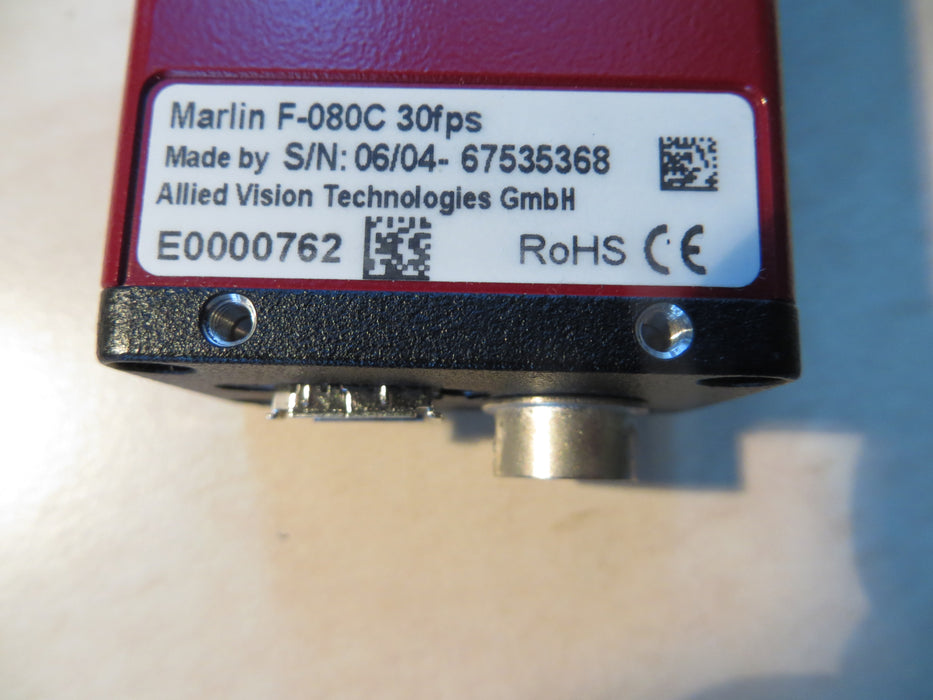 Marlin F-080C 30fps
Made by S/N: 06/04- 67535368
Allied Vision Technologies GmbH
E0000762 RoHS CE